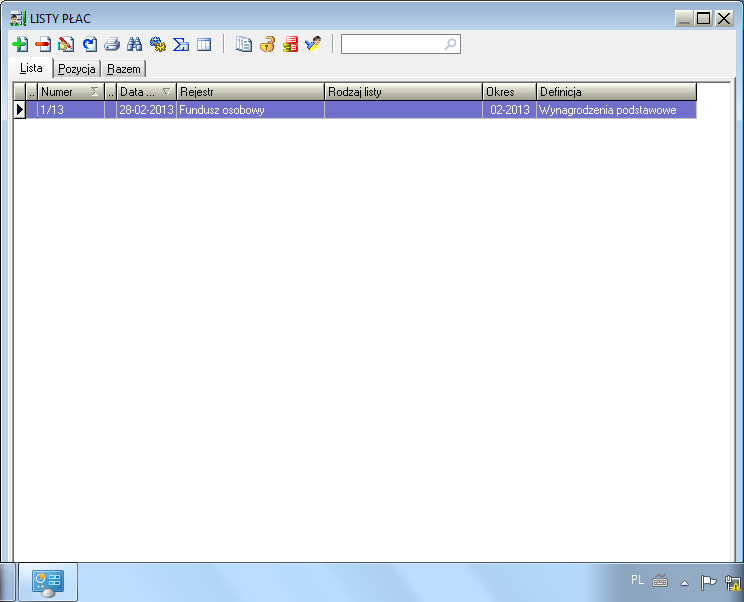 LISTY PŁAC
Lista Pozycja Razem
.. Numer .. Data ... Rejestr Rodzaj listy Okres Definicja
1/13 28-02-2013 Fundusz osobowy 02-2013 Wynagrodzenia podstawowe
PL